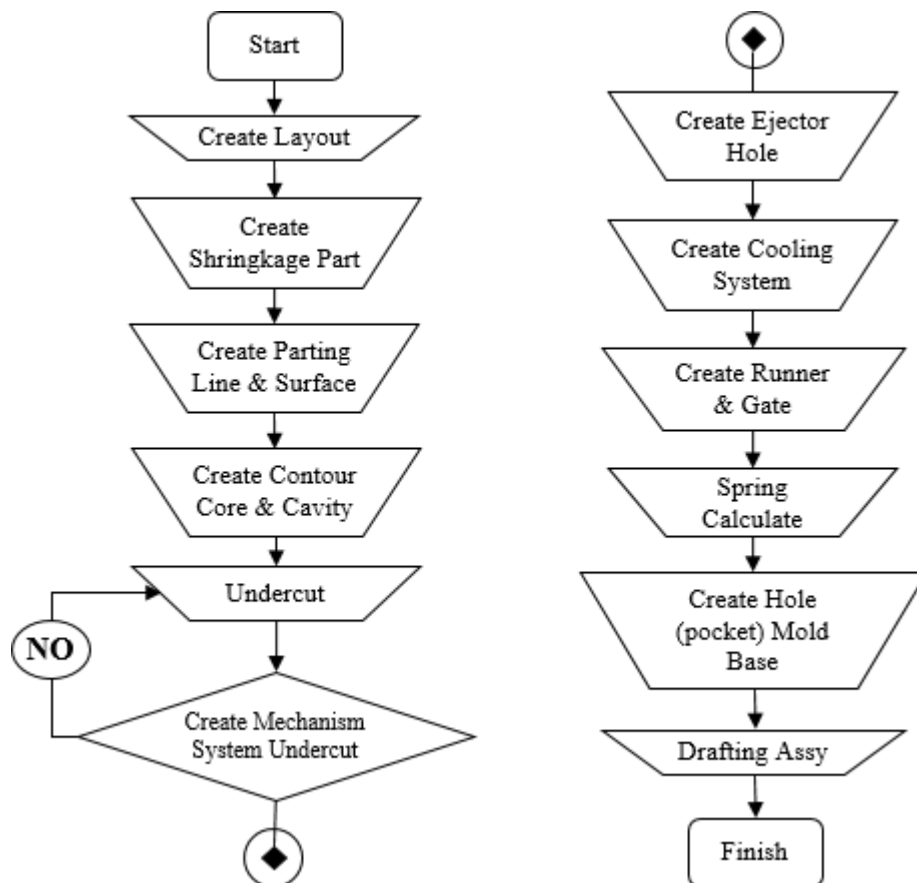 Start
Create Layout
Create
Shringkage Part
Create Parting
Line & Surface
Create Contour
Core & Cavity
Undercut
NO
Create Mechanism
System Undercut
Create Ejector
Hole
Create Cooling
System
Create Runner
& Gate
Spring
Calculate
Create Hole
(pocket) Mold
Base
Drafting Assy
Finish